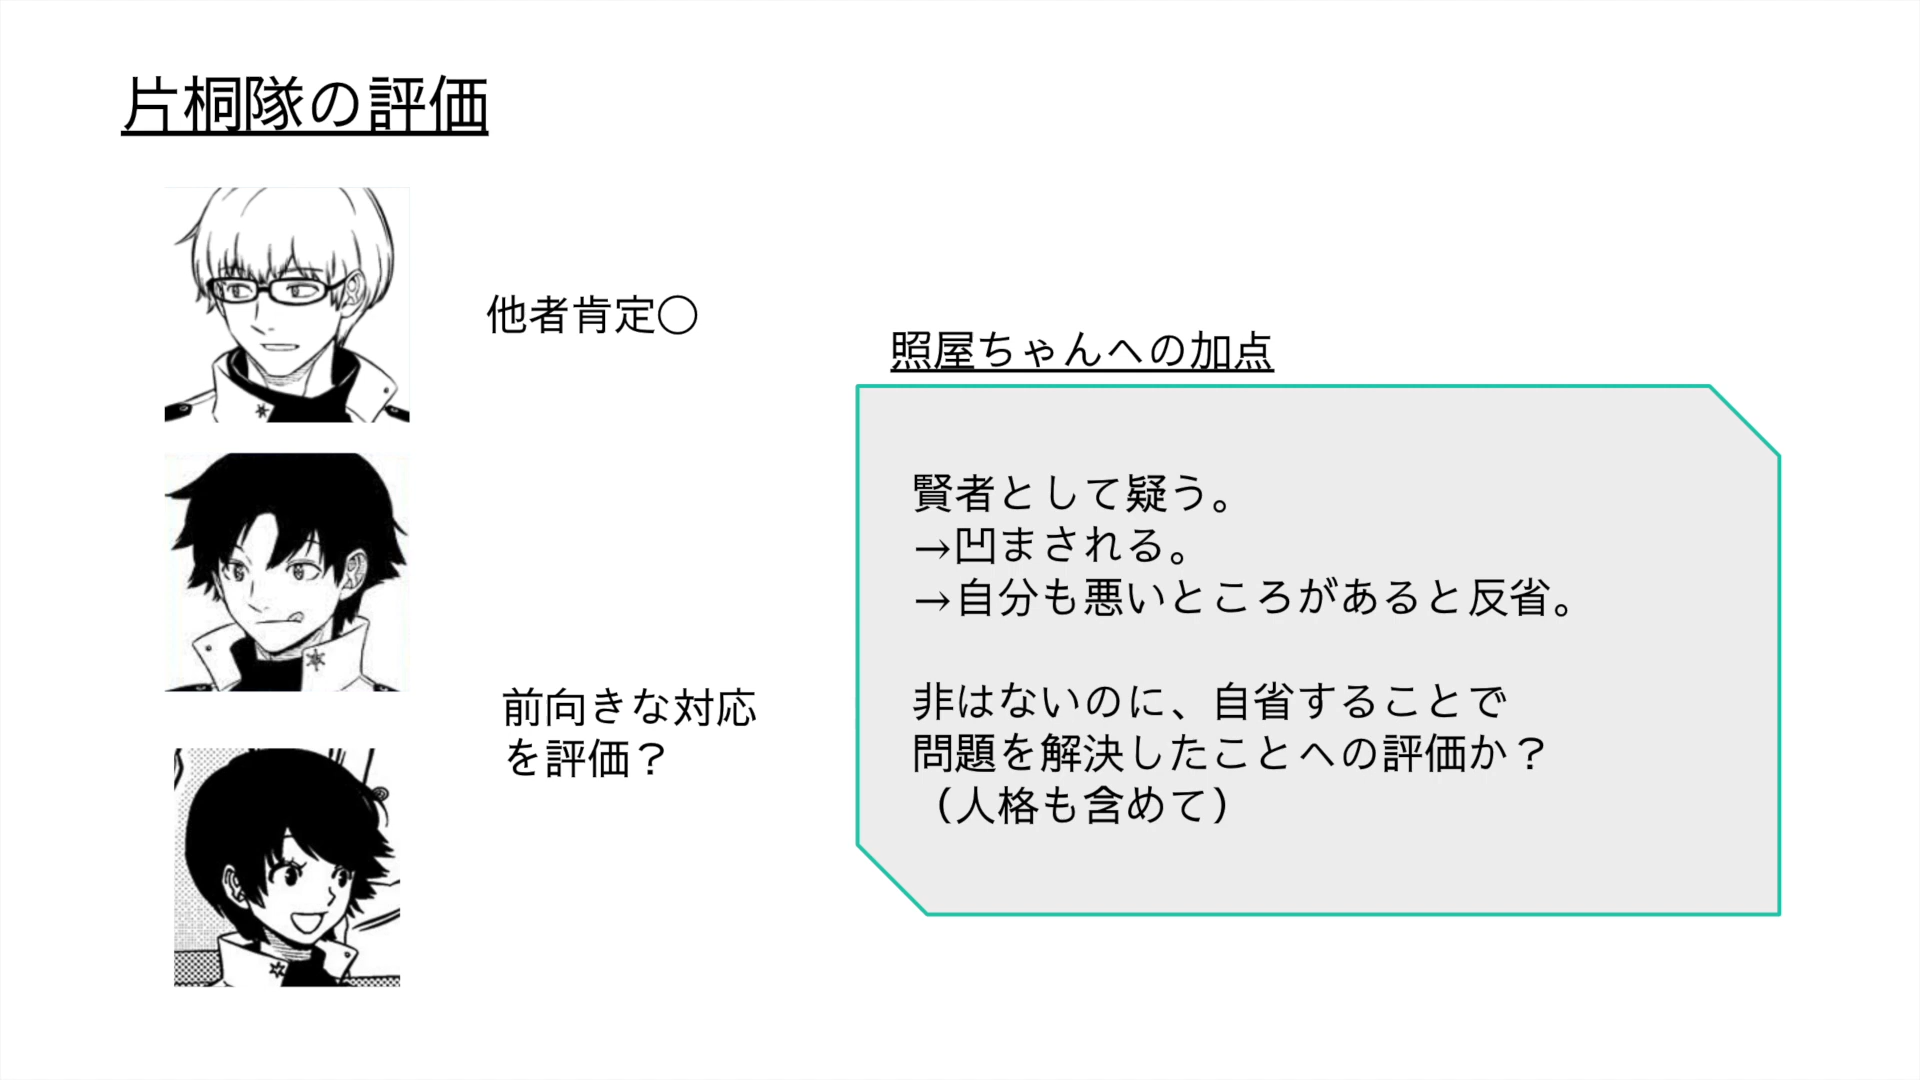 片桐隊の評価
他者肯定○
前向きな対応
を評価？
照屋ちゃんへの加点
賢者として疑う。
→凹まされる。
→自分も悪いところがあると反省。
非はないのに、自省することで
問題を解決したことへの評価か？
（人格も含めて）